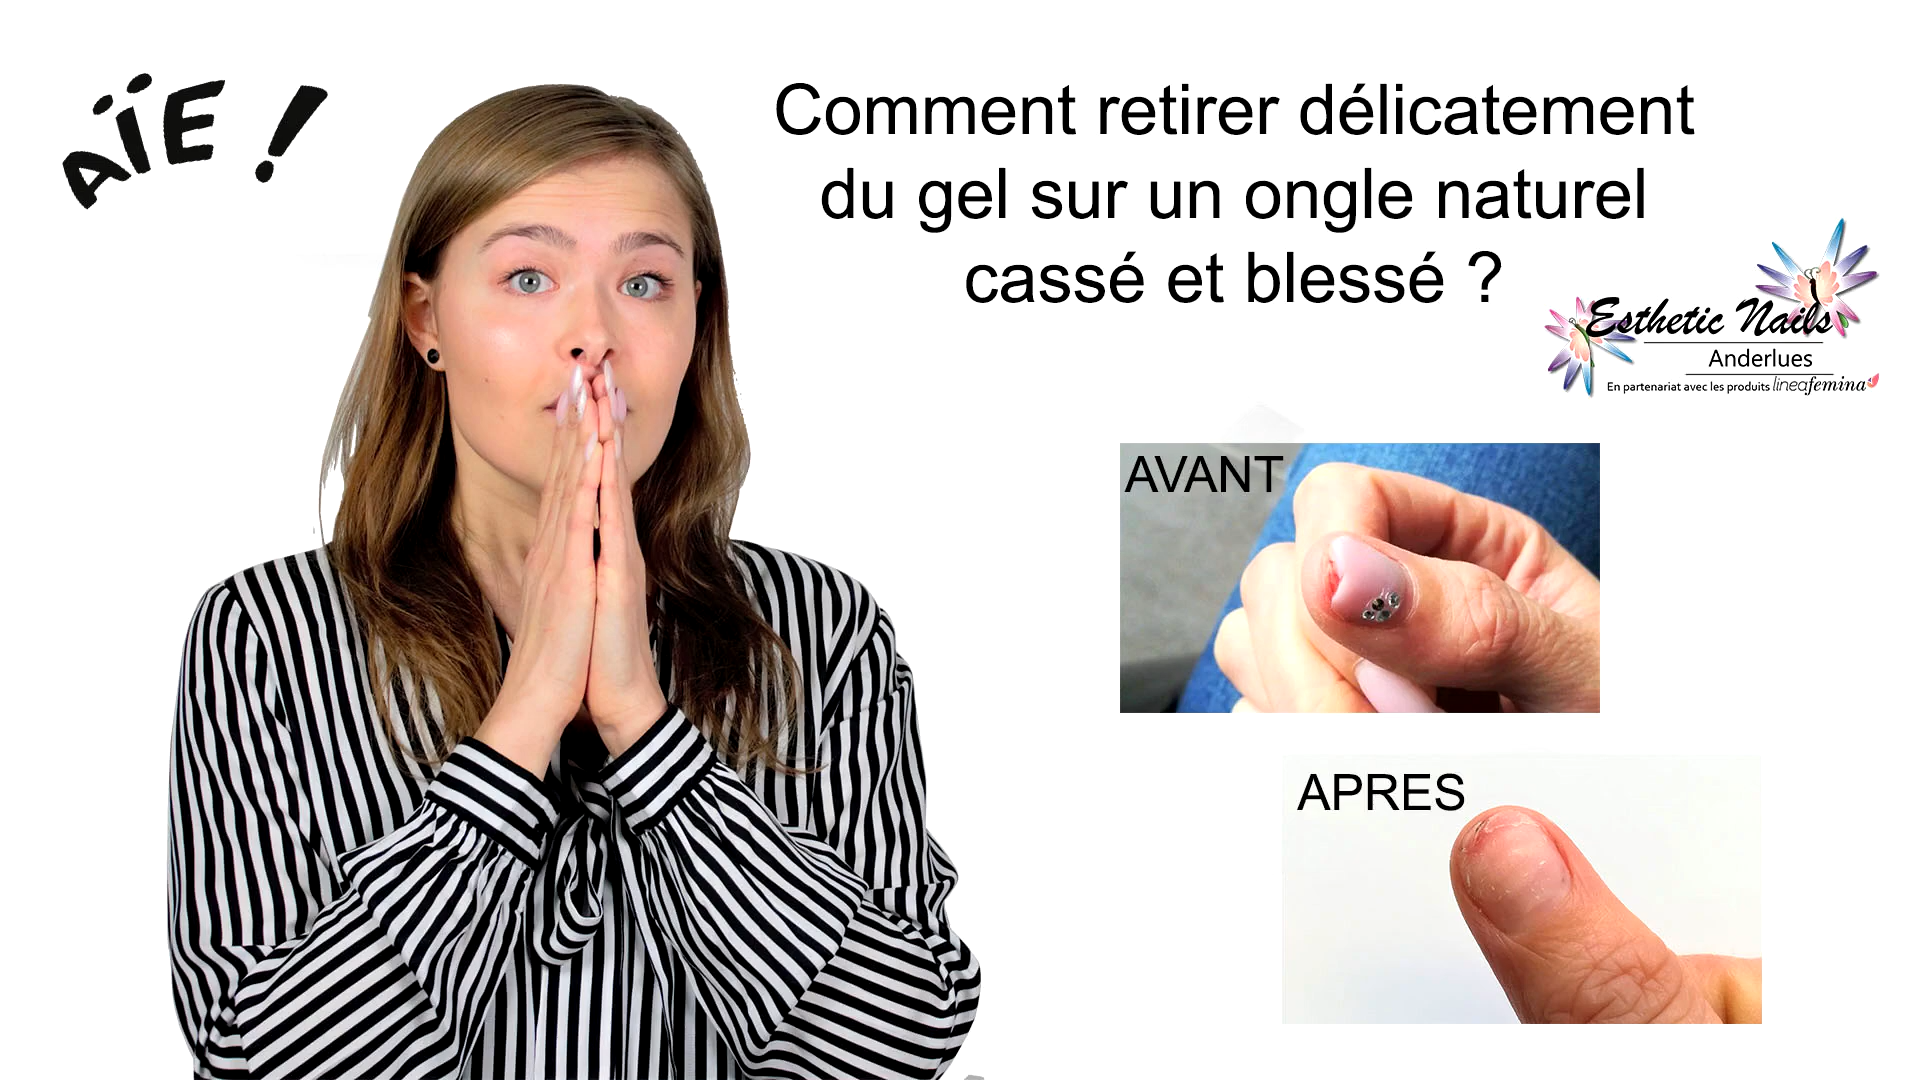 AÏE !
Comment retirer délicatement
du gel sur un ongle naturel
cassé et blessé ?
Esthetic Nails
Anderlues
En partenariat avec les produits lineafemina
AVANT
APRES